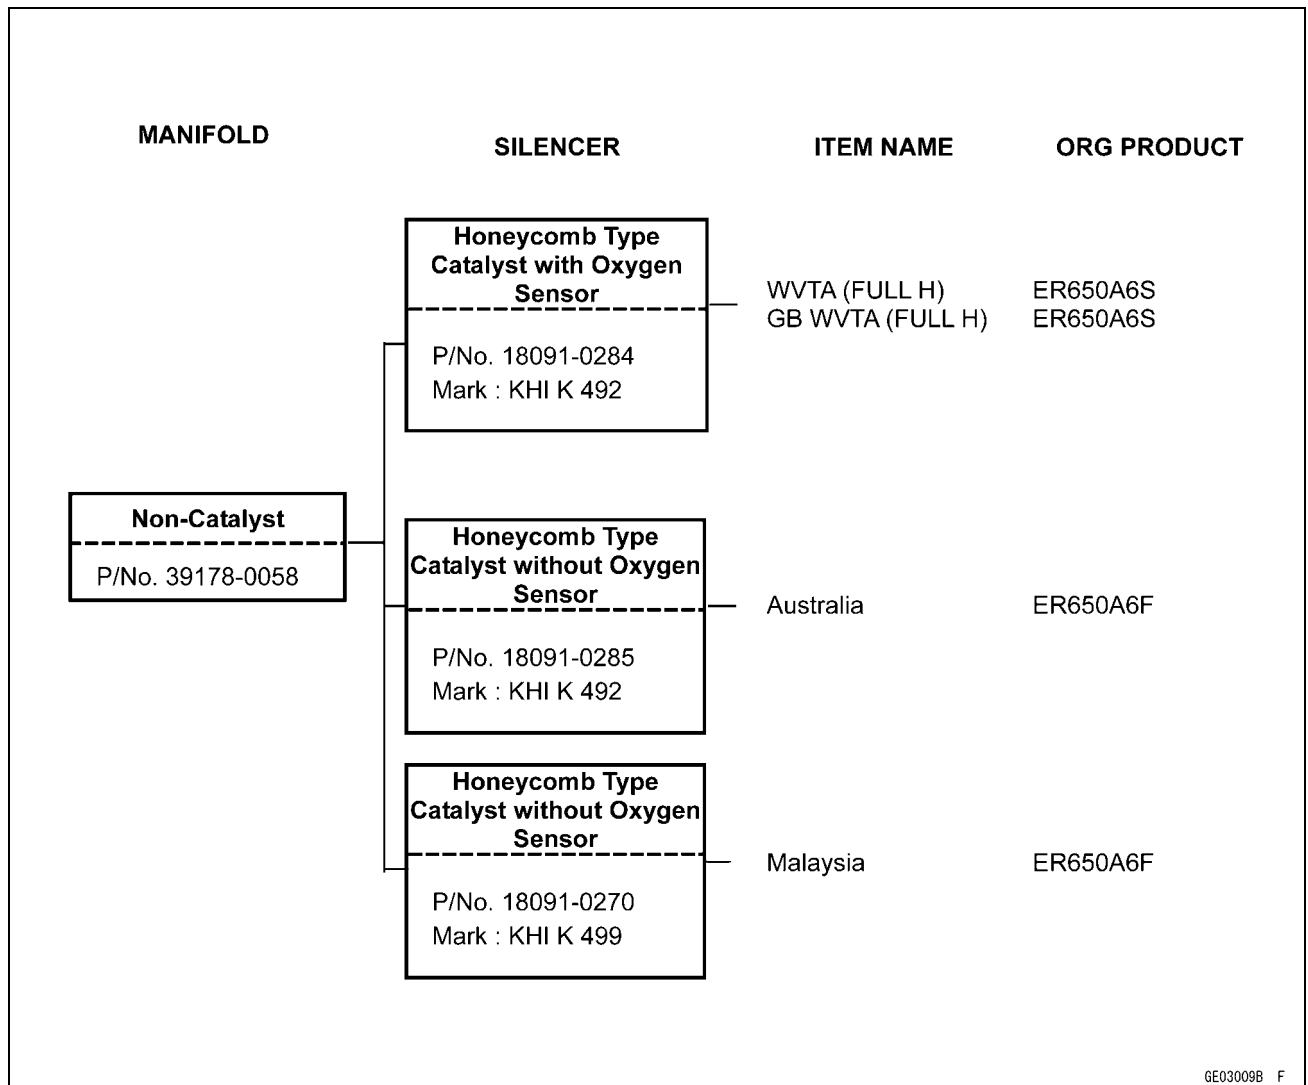 MANIFOLD
SILENCER
ITEM NAME
ORG PRODUCT
Honeycomb Type
Catalyst with Oxygen
Sensor
P/No. 18091-0284
Mark : KHI K 492
WVTA (FULL H)
ER650A6S
GB WVTA (FULL H)
ER650A6S
Non-Catalyst
P/No. 39178-0058
Honeycomb Type
Catalyst without Oxygen
Sensor
P/No. 18091-0285
Mark : KHI K 492
Australia
ER650A6F
Honeycomb Type
Catalyst without Oxygen
Sensor
P/No. 18091-0270
Mark : KHI K 499
Malaysia
ER650A6F
GE03009B F